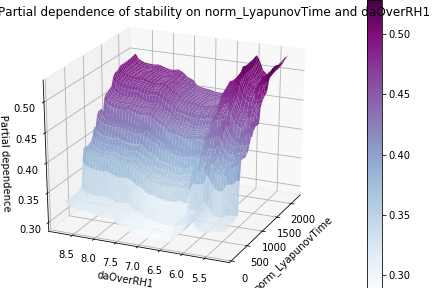 Partial dependence of stability on norm_LyapunovTime and daOverRH1
0.50
0.45
0.40
0.35
0.30
Partial dependence
8.5 8.0 7.5 7.0 6.5 6.0 5.5
daOverRH1
0 500 1000 1500 2000
norm_LyapunovTime
0.50
0.45
0.40
0.35
0.30